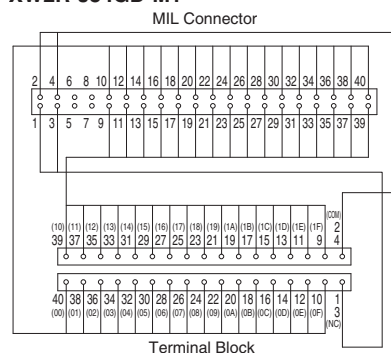 MIL Connector
2 4 6 8 10 12 14 16 18 20 22 24 26 28 30 32 34 36 38 40
1 3 5 7 9 11 13 15 17 19 21 23 25 27 29 31 33 35 37 39
(COM)
(10) (11) (12) (13) (14) (15) (16) (17) (18) (19) (1A) (1B) (1C) (1D) (1E) (1F) 2
39 37 35 33 31 29 27 25 23 21 19 17 15 13 11 9 4
40 38 36 34 32 30 28 26 24 22 20 18 16 14 12 10 1
(00) (01) (02) (03) (04) (05) (06) (07) (08) (09) (0A) (0B) (0C) (0D) (0E) (0F) 3
(NC)
Terminal Block